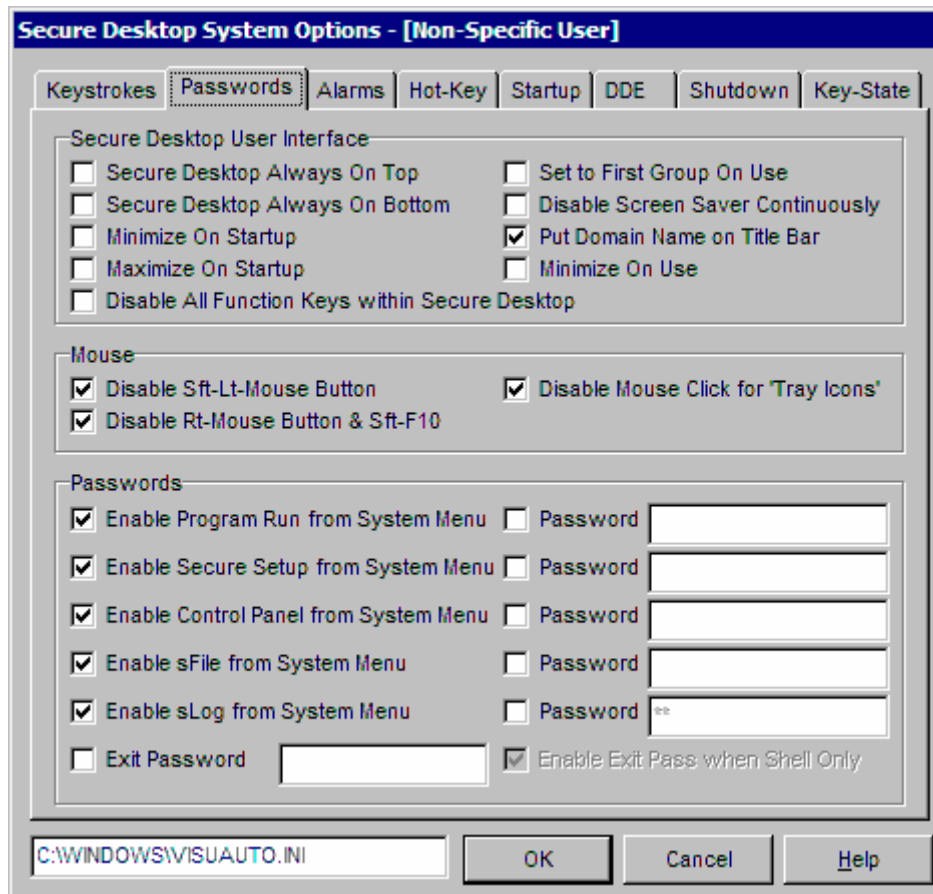 Secure Desktop System Options - [Non-Specific User]
Keystrokes Passwords Alarms Hot-Key Startup DDE Shutdown Key-State
Secure Desktop User Interface
Secure Desktop Always On Top Set to First Group On Use
Secure Desktop Always On Bottom Disable Screen Saver Continuously
Minimize On Startup Put Domain Name on Title Bar
Maximize On Startup Minimize On Use
Disable All Function Keys within Secure Desktop
Mouse
Disable Sft-Lt-Mouse Button Disable Mouse Click for 'Tray Icons'
Disable Rt-Mouse Button & Sft-F10
Passwords
Enable Program Run from System Menu Password
Enable Secure Setup from System Menu Password
Enable Control Panel from System Menu Password
Enable sFile from System Menu Password
Enable sLog from System Menu Password **
Exit Password Enable Exit Pass when Shell Only
C:\WINDOWS\VISUAUTO.INI OK Cancel Help